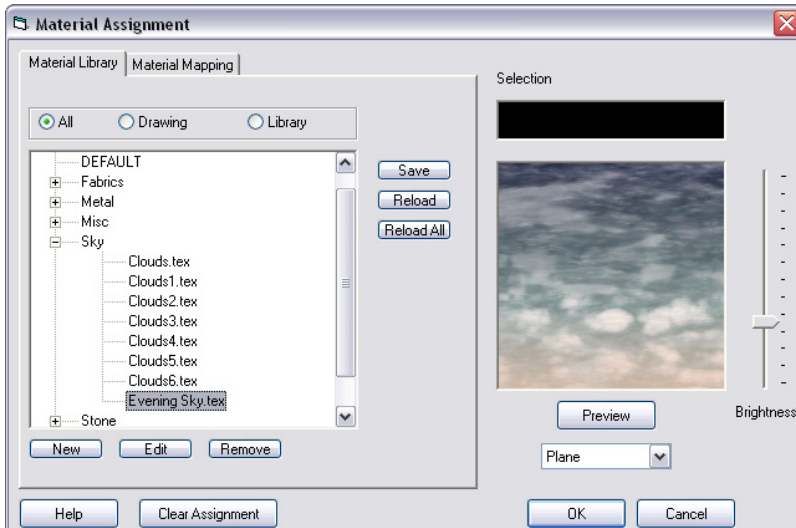 Material Assignment
Material Library
Material Mapping
Selection
All
Drawing
Library
DEFAULT
Fabrics
Metal
Misc
Sky
Clouds.tex
Clouds1.tex
Clouds2.tex
Clouds3.tex
Clouds4.tex
Clouds5.tex
Clouds6.tex
Evening Sky.tex
Stone
Save
Reload
Reload All
New
Edit
Remove
Preview
Brightness
Plane
Help
Clear Assignment
OK
Cancel